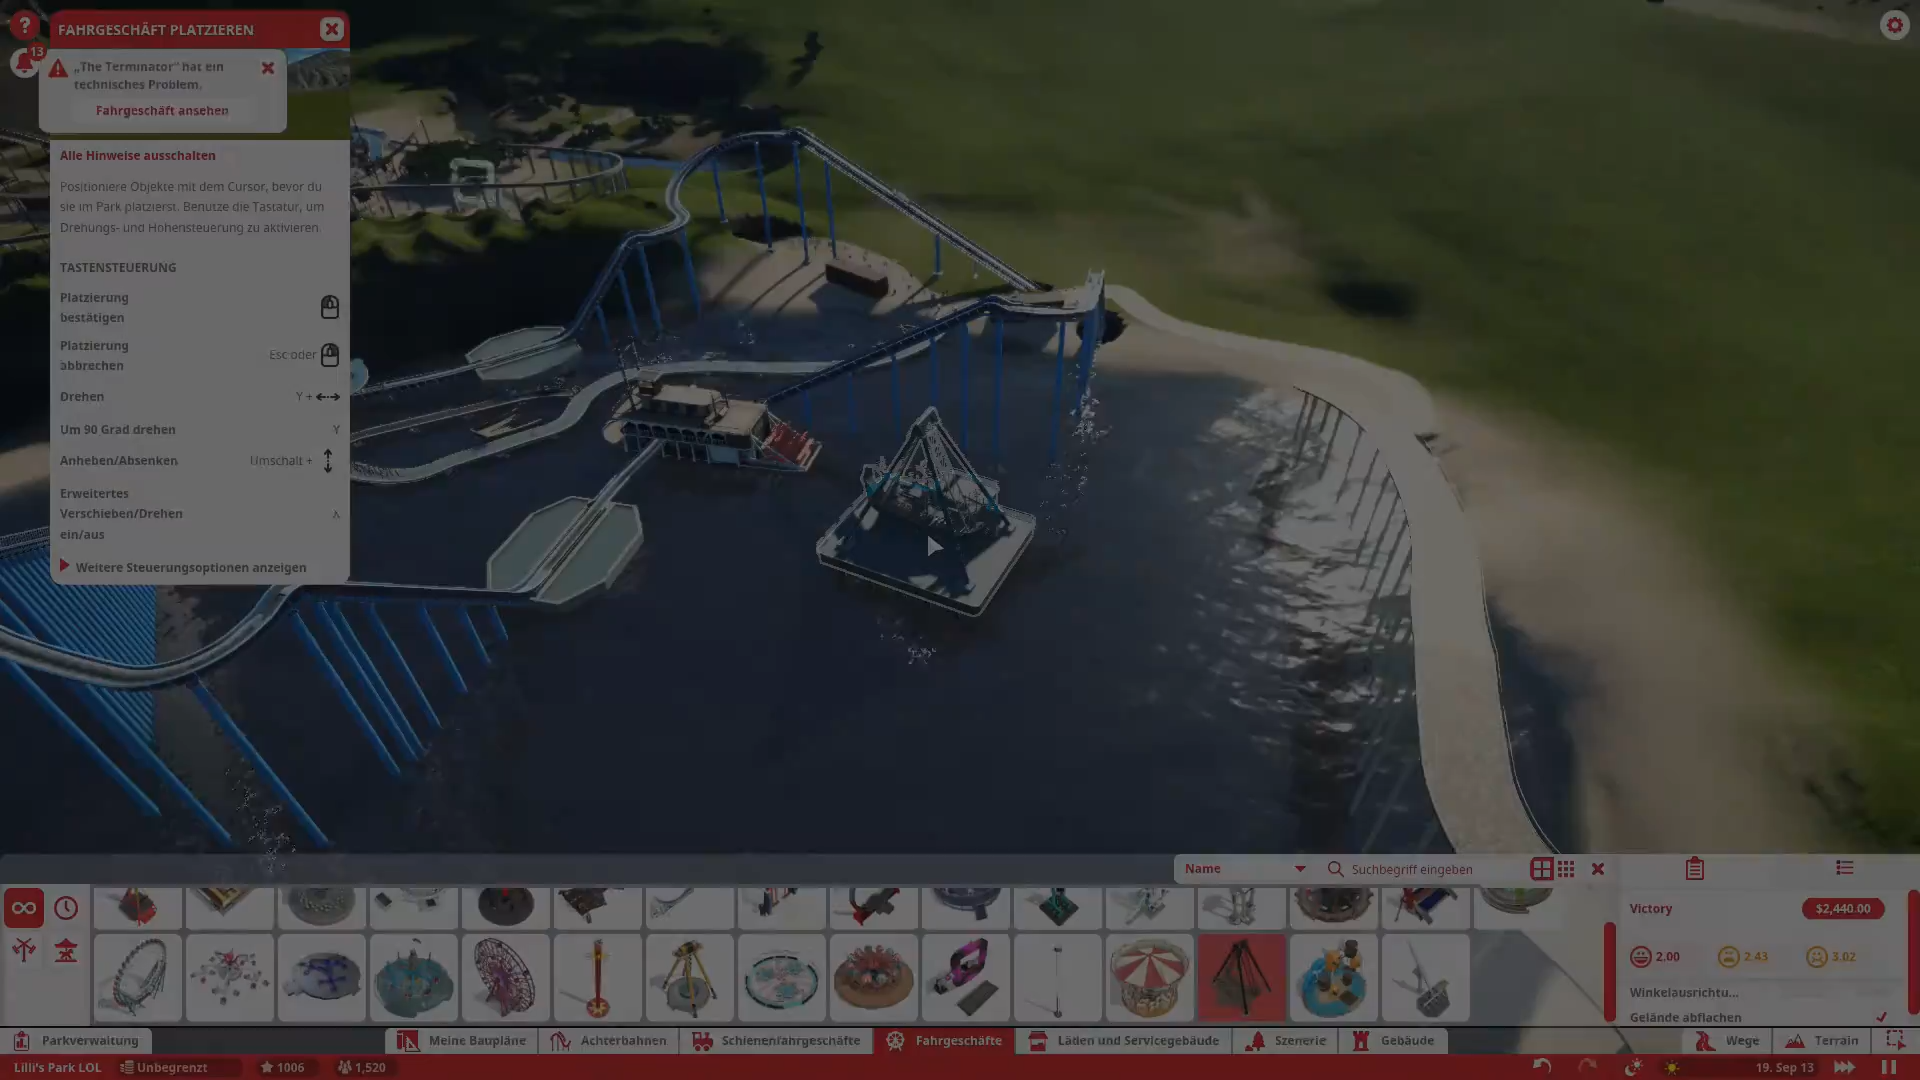 FAHRGESCHÄFT PLATZIEREN
13
„The Terminator“ hat ein
technisches Problem.
Fahrgeschäft ansehen
Alle Hinweise ausschalten
Positioniere Objekte mit dem Cursor, bevor du
sie im Park platzierst. Benutze die Tastatur, um
Drehungs- und Höhensteuerung zu aktivieren.
TASTENSTEUERUNG
Platzierung
bestätigen
Platzierung
abbrechen
Esc oder
Drehen
Y +
Um 90 Grad drehen
Y
Anheben/Absenken
Umschalt +
Erweitertes
Verschieben/Drehen
ein/aus
Weitere Steuerungsoptionen anzeigen
Name
Suchbegriff eingeben
Victory
$2,440.00
2.00
2.43
3.02
Winkelausrichtu...
Gelände abflachen
Parkverwaltung
Meine Baupläne
Achterbahnen
Schienenfahrgeschäfte
Fahrgeschäfte
Läden und Servicegebäude
Szenerie
Gebäude
Wege
Terrain
Lilli's Park LOL
Unbegrenzt
1006
1,520
19. Sep 13